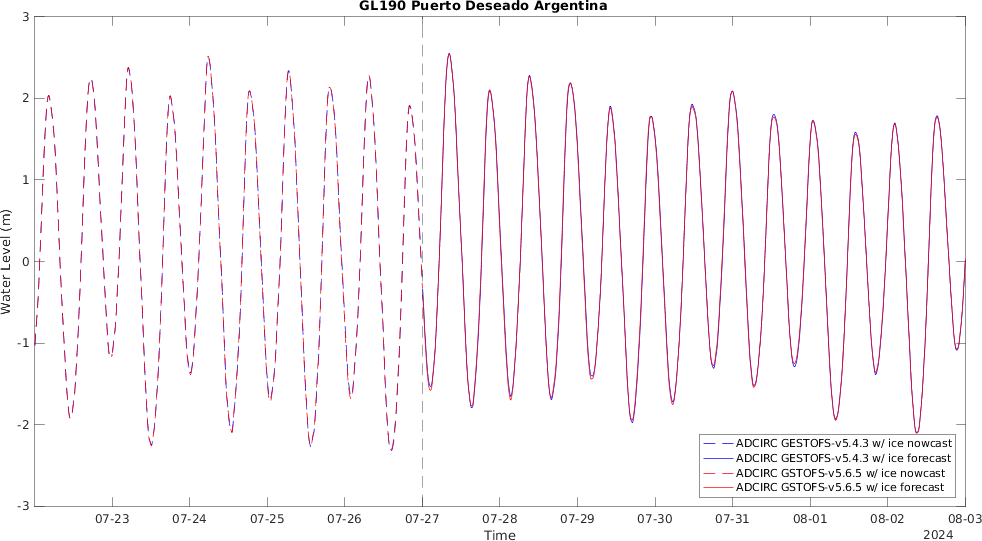 GL190 Puerto Deseado Argentina
3
2
1
0
-1
-2
-3
Water Level (m)
07-23 07-24 07-25 07-26 07-27 07-28 07-29 07-30 07-31 08-01 08-02 08-03
Time
2024
ADCIRC GESTOFS-v5.4.3 w/ ice nowcast
ADCIRC GESTOFS-v5.4.3 w/ ice forecast
ADCIRC GSTOFS-v5.6.5 w/ ice nowcast
ADCIRC GSTOFS-v5.6.5 w/ ice forecast